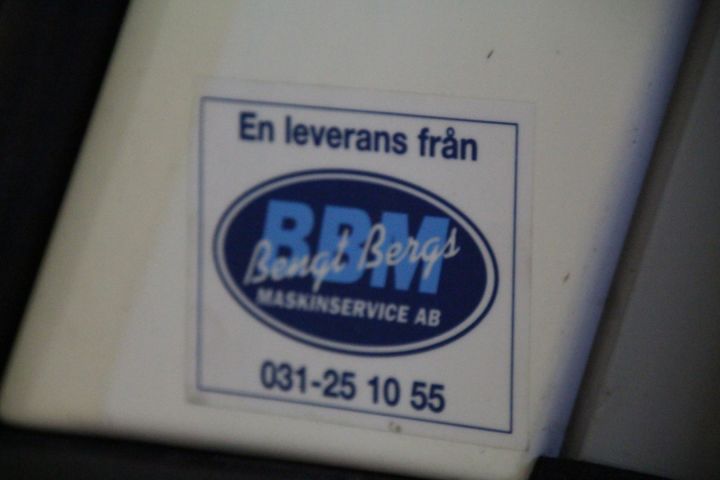 En leverans från
BBM
Bengt Bergs
MASKINSERVICE AB
031-25 10 55